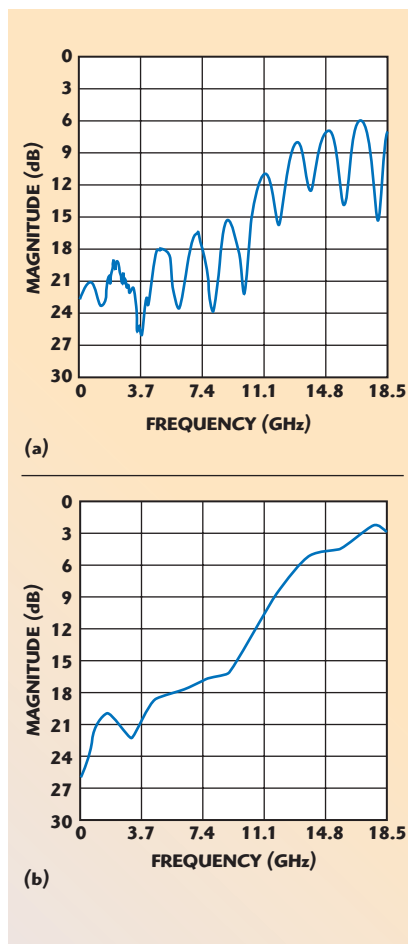 0
3
6
9
12
15
18
21
24
27
30
MAGNITUDE (dB)
0 3.7 7.4 11.1 14.8 18.5
FREQUENCY (GHz)
(a)
0
3
6
9
12
15
18
21
24
27
30
MAGNITUDE (dB)
0 3.7 7.4 11.1 14.8 18.5
FREQUENCY (GHz)
(b)